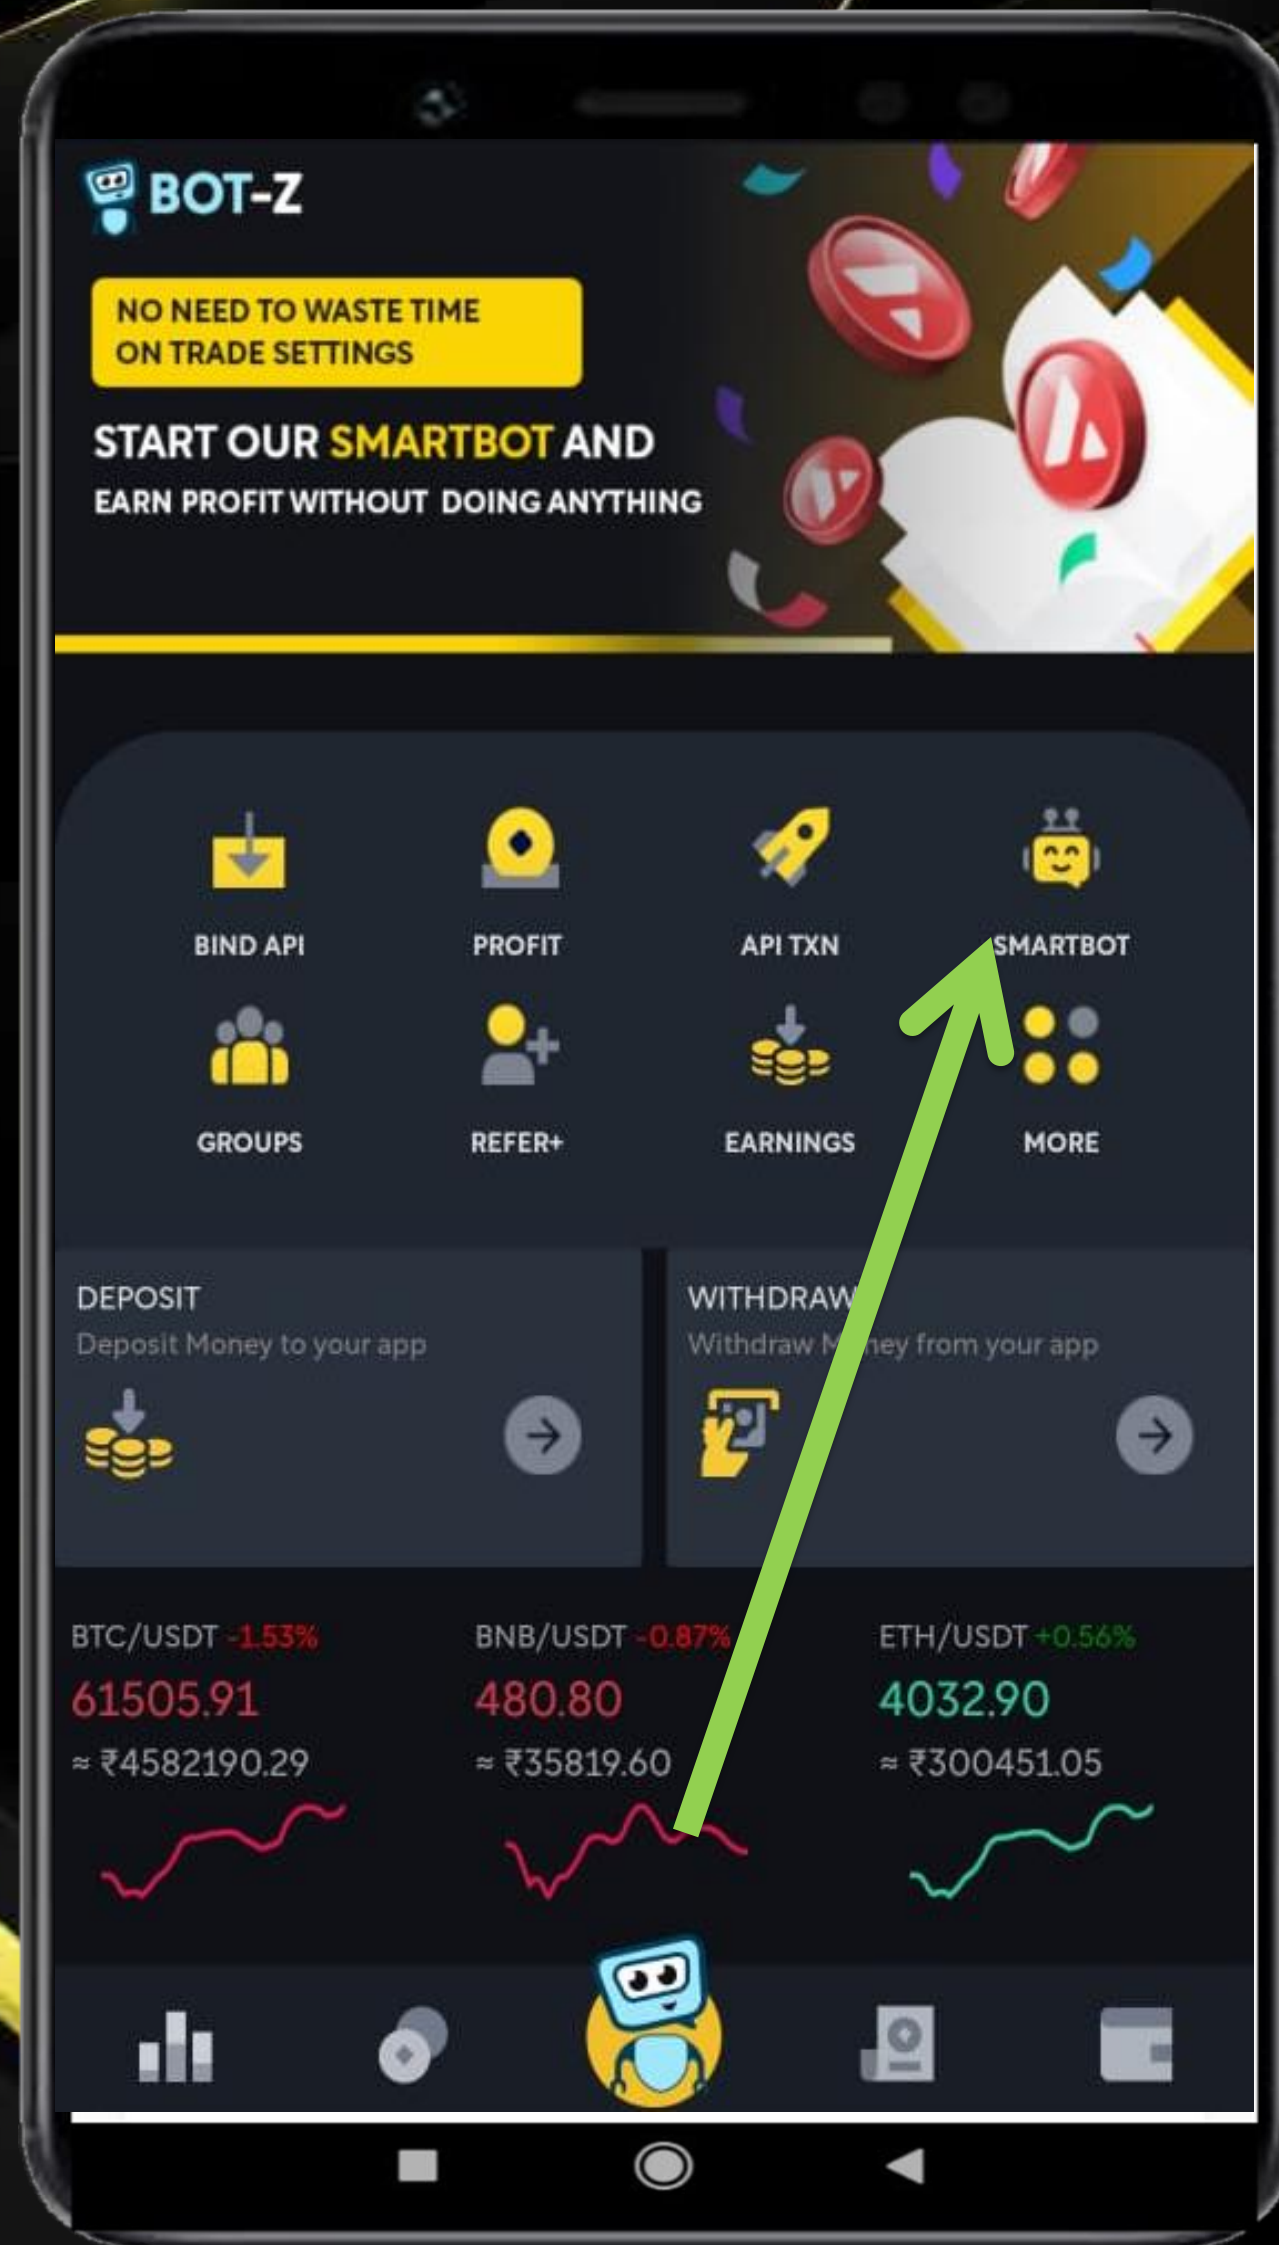 BOT-Z
NO NEED TO WASTE TIME
ON TRADE SETTINGS
START OUR SMARTBOT AND
EARN PROFIT WITHOUT DOING ANYTHING
BIND API PROFIT API TXN SMARTBOT
GROUPS REFER+ EARNINGS MORE
DEPOSIT WITHDRAW
Deposit Money to your app Withdraw Money from your app
BTC/USDT -1.53% BNB/USDT -0.87% ETH/USDT +0.56%
61505.91 480.80 4032.90
≈ ₹4582190.29 ≈ ₹35819.60 ≈ ₹300451.05